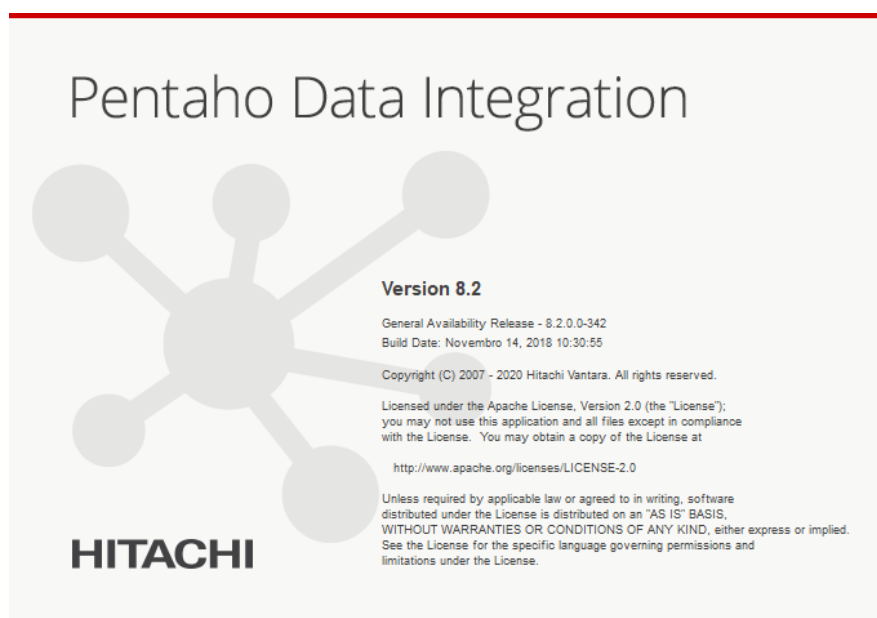 Pentaho Data Integration
Version 8.2
General Availability Release - 8.2.0.0-342
Build Date: Novembro 14, 2018 10:30:55
Copyright (C) 2007 - 2020 Hitachi Vantara. All rights reserved.
Licensed under the Apache License, Version 2.0 (the "License");
you may not use this application and all files except in compliance
with the License.  You may obtain a copy of the License at
http://www.apache.org/licenses/LICENSE-2.0
Unless required by applicable law or agreed to in writing, software
distributed under the License is distributed on an "AS IS" BASIS,
WITHOUT WARRANTIES OR CONDITIONS OF ANY KIND, either express or implied.
See the License for the specific language governing permissions and
limitations under the License.
HITACHI